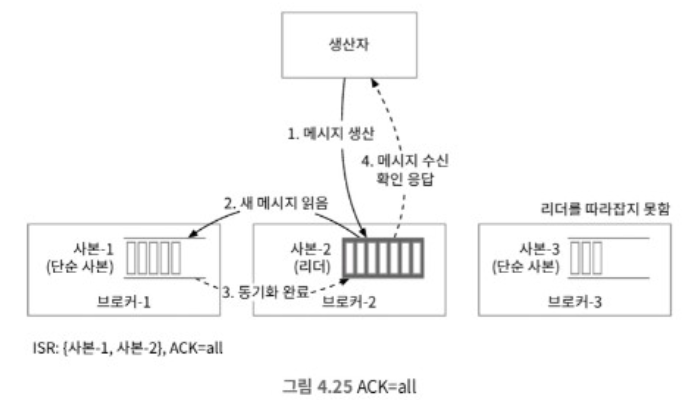 생산자
1. 메시지 생산
4. 메시지 수신
확인 응답
2. 새 메시지 읽음
리더를 따라잡지 못함
사본-1
(단순 사본)
브로커-1
사본-2
(리더)
브로커-2
사본-3
(단순 사본)
브로커-3
3. 동기화 완료
ISR: {사본-1, 사본-2}, ACK=all
그림 4.25 ACK=all